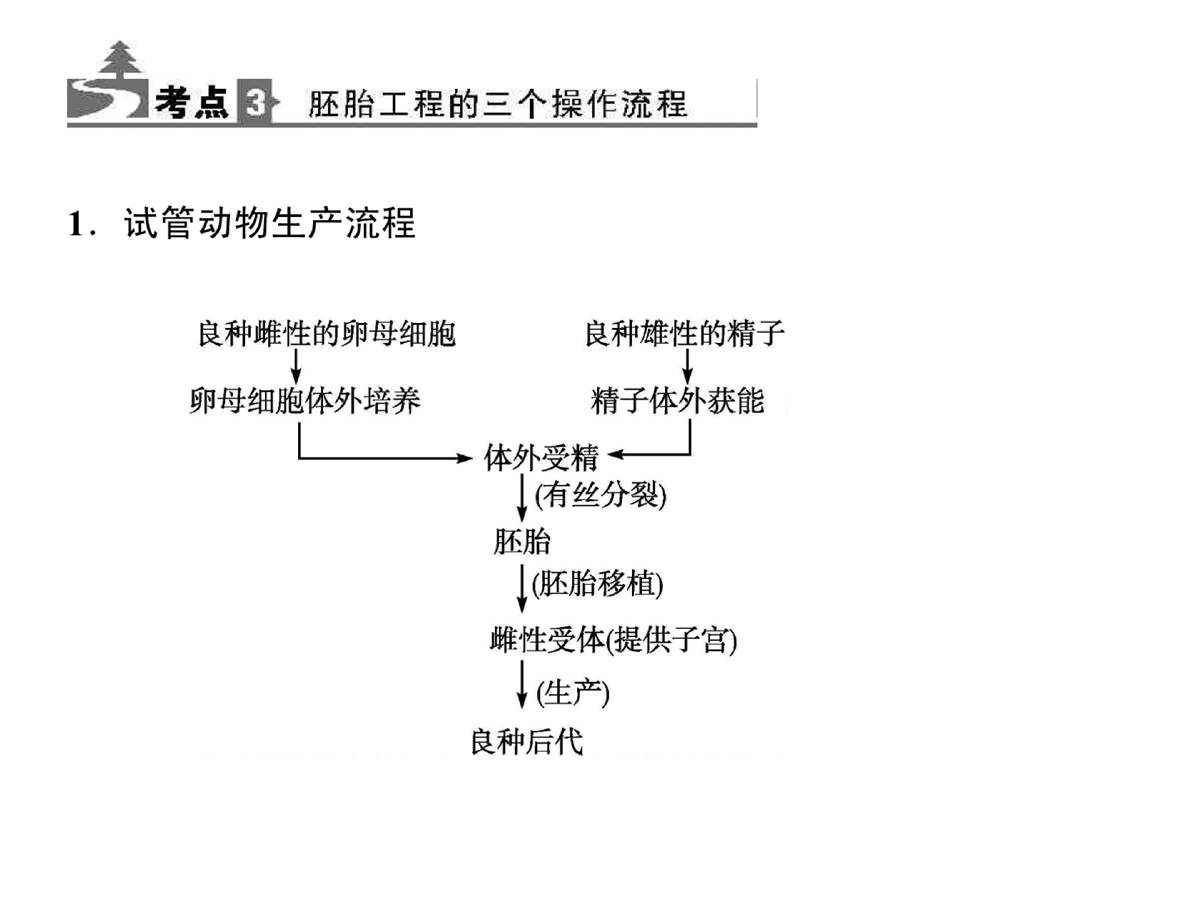 考点3 胚胎工程的三个操作流程
1. 试管动物生产流程
良种雌性的卵母细胞 良种雄性的精子
卵母细胞体外培养 精子体外获能
体外受精
(有丝分裂)
胚胎
(胚胎移植)
雌性受体(提供子宫)
(生产)
良种后代